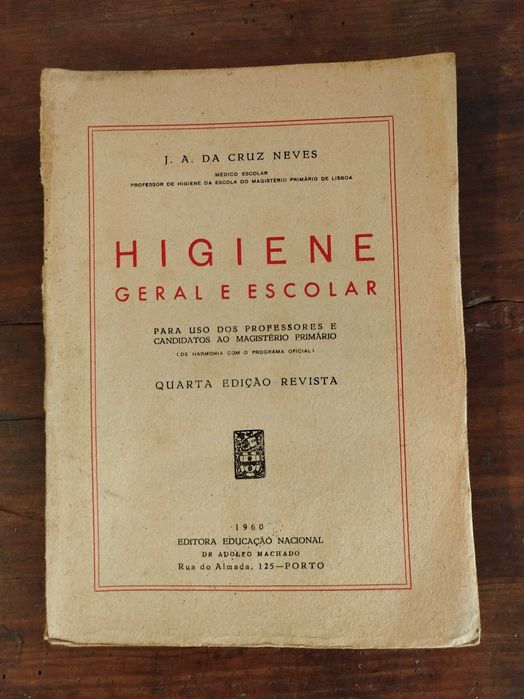 J. A. DA CRUZ NEVES
MÉDICO ESCOLAR
PROFESSOR DE HIGIENE DA ESCOLA DO MAGISTÉRIO PRIMÁRIO DE LISBOA
HIGIENE
GERAL E ESCOLAR
PARA USO DOS PROFESSORES E
CANDIDATOS AO MAGISTÉRIO PRIMÁRIO
(DE HARMONIA COM O PROGRAMA OFICIAL)
QUARTA EDIÇÃO REVISTA
1960
EDITORA EDUCAÇÃO NACIONAL
DE ADOLFO MACHADO
Rua do Almada, 125—PORTO